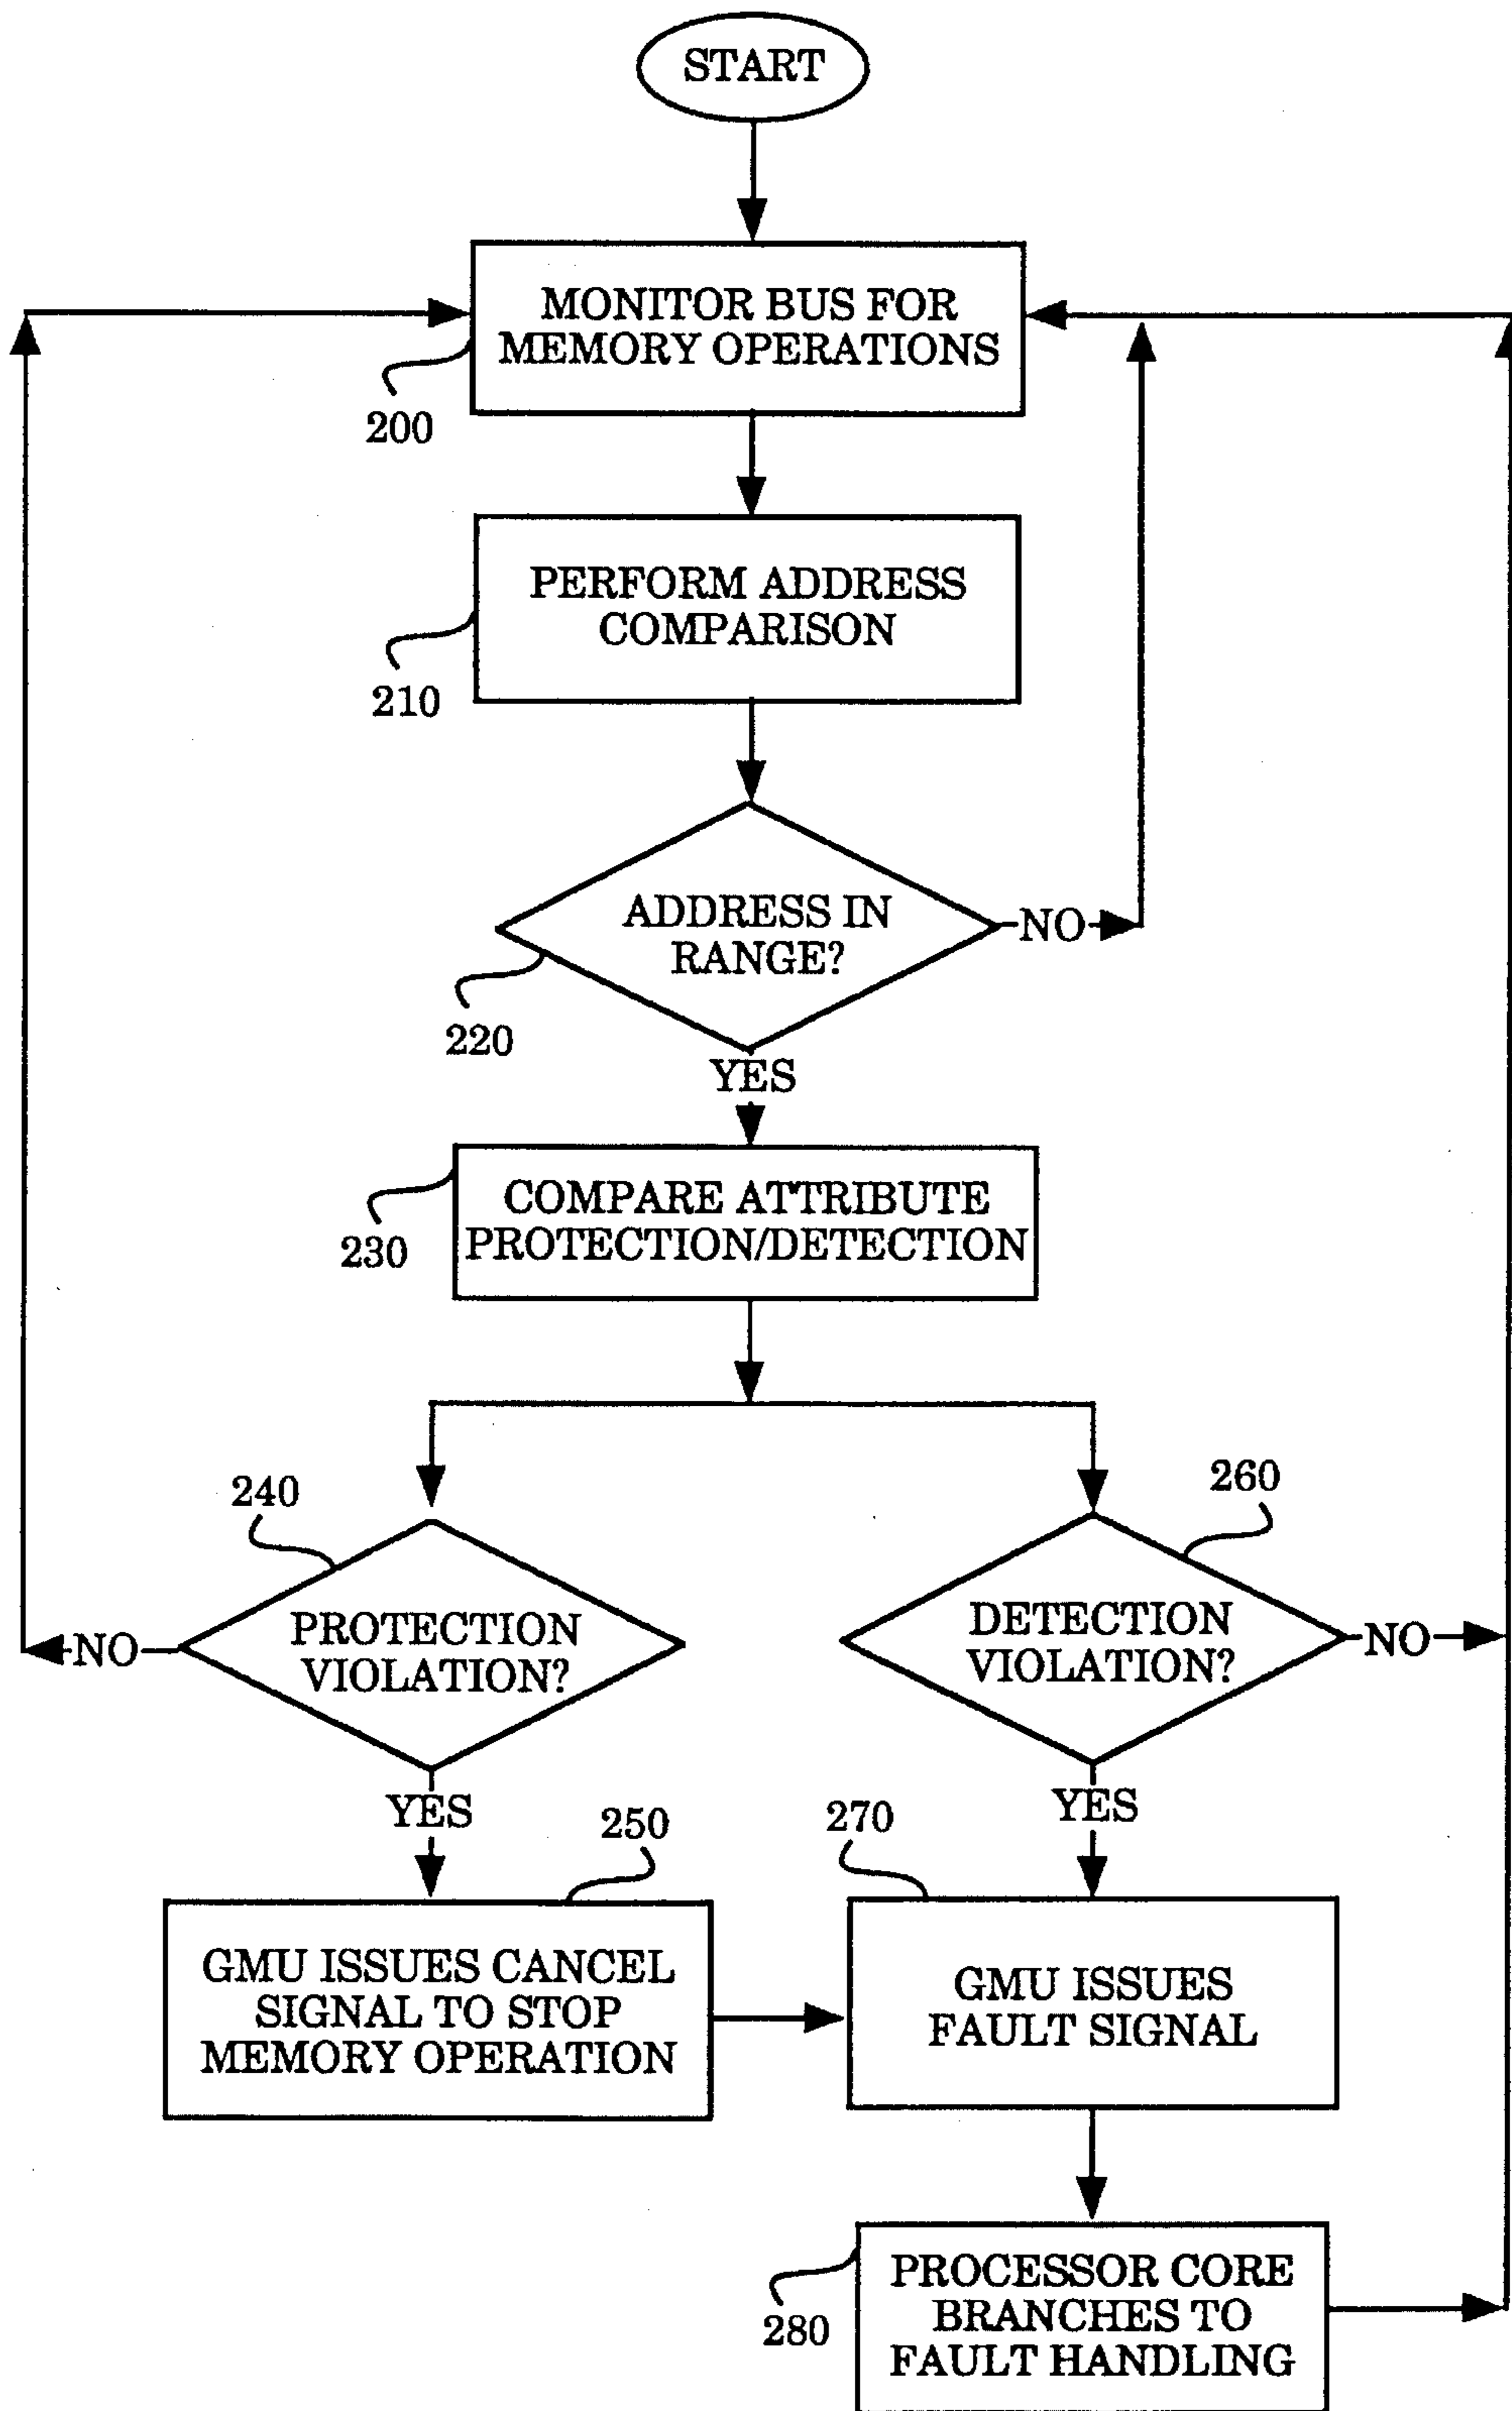 START
MONITOR BUS FOR
MEMORY OPERATIONS
200
PERFORM ADDRESS
COMPARISON
210
ADDRESS IN
RANGE?
NO
220
YES
COMPARE ATTRIBUTE
PROTECTION/DETECTION
230
240
260
PROTECTION
VIOLATION?
NO
DETECTION
VIOLATION?
NO
YES
YES
250
270
GMU ISSUES CANCEL
SIGNAL TO STOP
MEMORY OPERATION
GMU ISSUES
FAULT SIGNAL
PROCESSOR CORE
BRANCHES TO
FAULT HANDLING
280